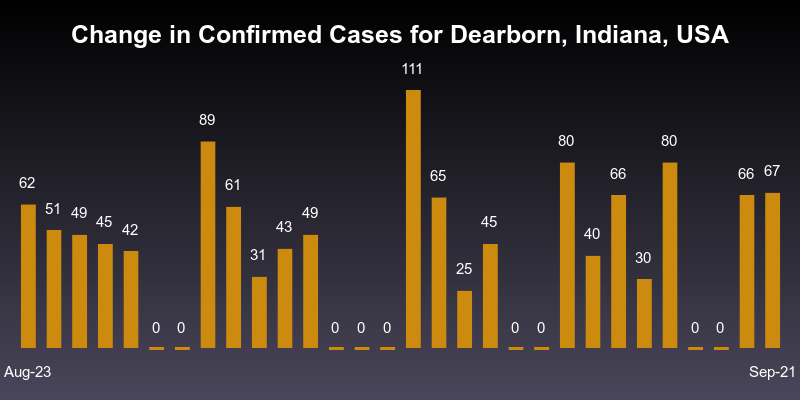 Change in Confirmed Cases for Dearborn, Indiana, USA
62 51 49 45 42 0 0 89 61 31 43 49 0 0 0 111 65 25 45 0 0 80 40 66 30 80 0 0 66 67
Aug-23 Sep-21